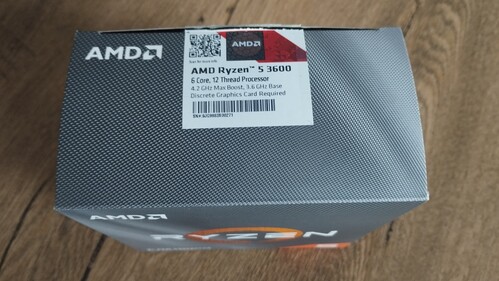 AMD
AMD
AMD Ryzen™ 5 3600
6 Core, 12 Thread Processor
4.2 GHz Max Boost, 3.6 GHz Base
Discrete Graphics Card Required
AMD
RYZEN